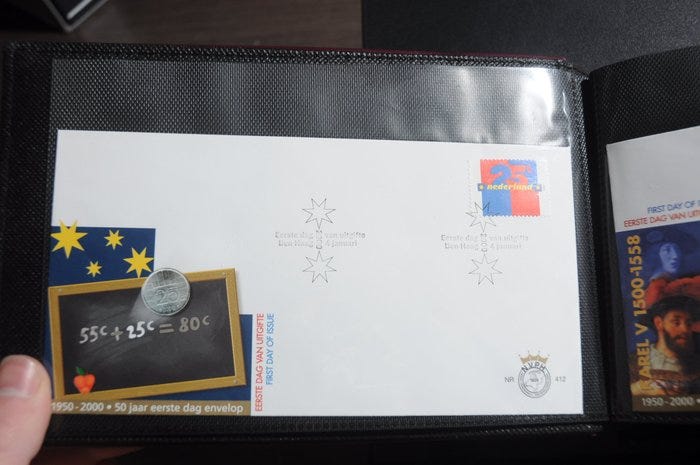 25
nederland
Eerste dag van uitgifte
Den Haag 4 januari
Eerste dag van uitgifte
Den Haag 4 januari
25
55c + 25c = 80c
EERSTE DAG VAN UITGIFTE
FIRST DAY OF ISSUE
NVPH
NR 412
1950 - 2000 • 50 jaar eerste dag envelop
FIRST DAY OF
EERSTE DAG VAN UIT
KAREL V 1500-1558
1950 - 2000 •